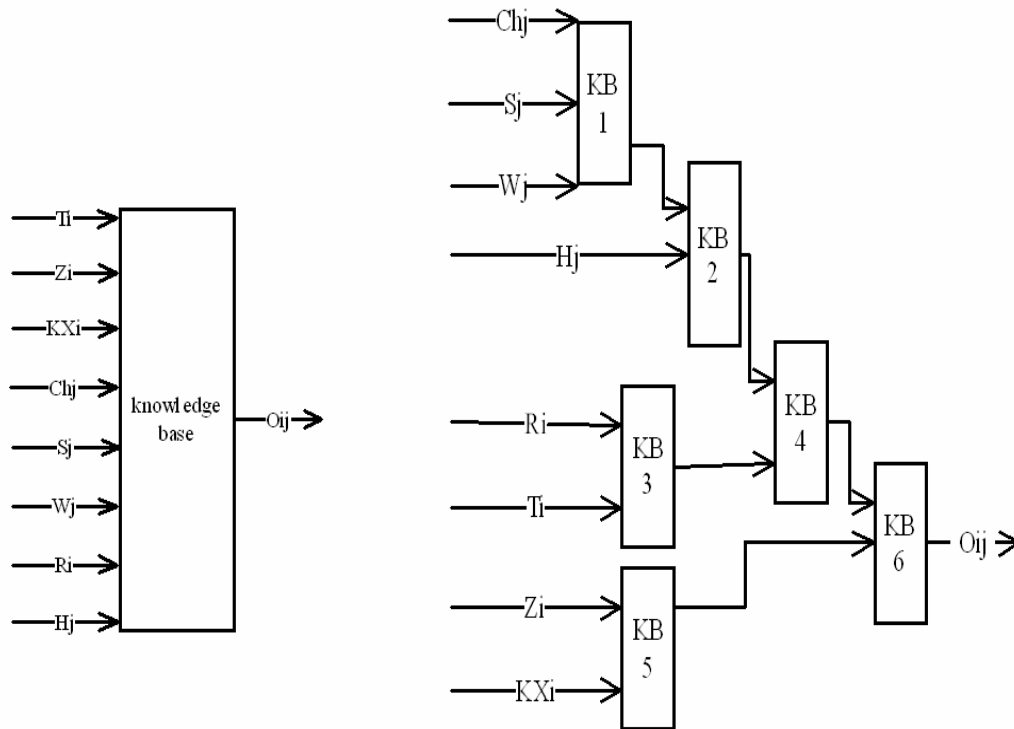 Ti
Zi
KXi
Chj
Sj
Wj
Ri
Hj
knowledge
base
Oij
Chj
Sj
Wj
KB
1
Hj
KB
2
Ri
Ti
KB
3
KB
4
Zi
KXi
KB
5
KB
6
Oij